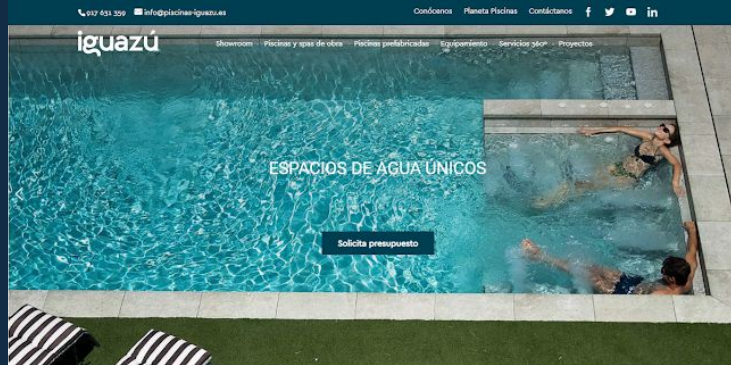 917 631 359 info@piscinas-iguazu.es Conócenos Planeta Piscinas Contáctanos
iguazú
Showroom Piscinas y spas de obra Piscinas prefabricadas Equipamiento Servicios 360º Proyectos
ESPACIOS DE AGUA ÚNICOS
Solicita presupuesto